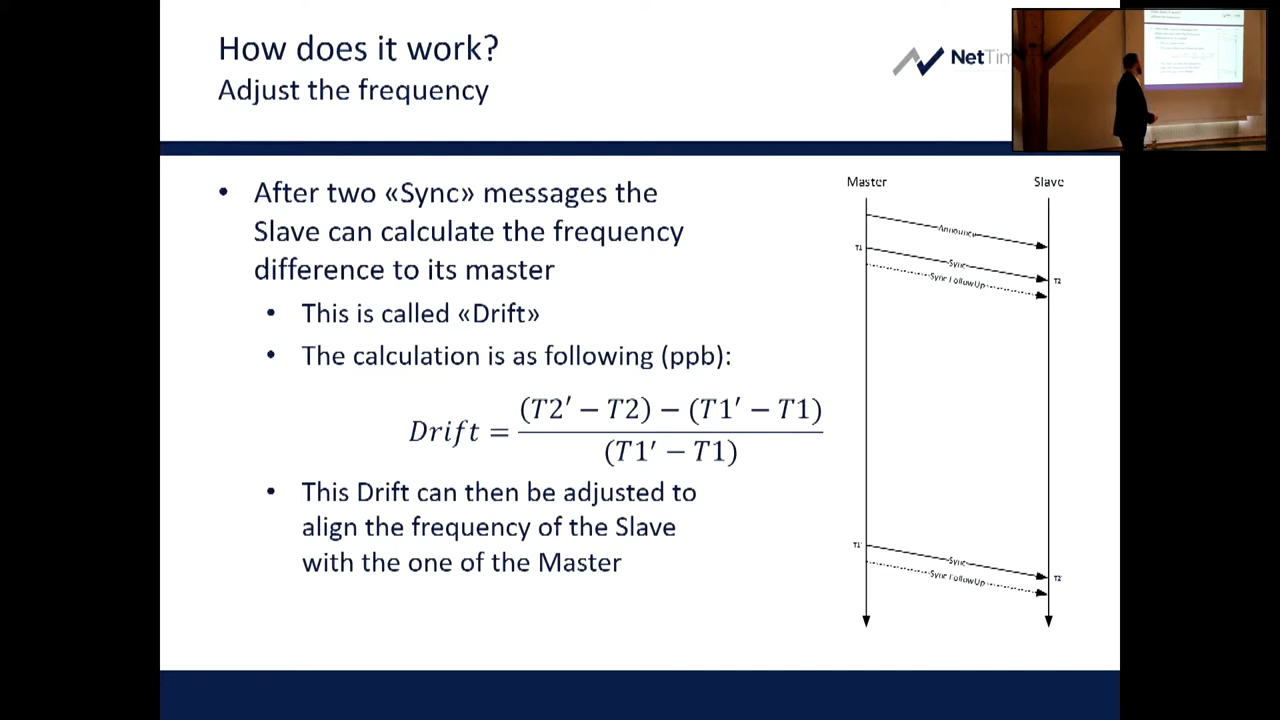 How does it work?
Adjust the frequency
NetTim
• After two «Sync» messages the
Slave can calculate the frequency
difference to its master
• This is called «Drift»
• The calculation is as following (ppb):
Drift = (T2′ − T2) − (T1′ − T1) / (T1′ − T1)
• This Drift can then be adjusted to
align the frequency of the Slave
with the one of the Master
Master Slave
Announce
T1
Sync
T2
Sync FollowUp
T1'
Sync
T2'
Sync FollowUp